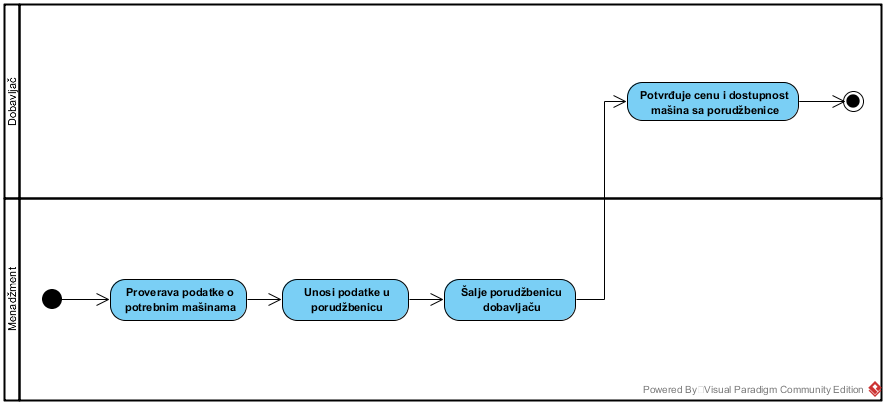 Dobavljač
Potvrđuje cenu i dostupnost
mašina sa porudžbenice
Menadžment
Proverava podatke o
potrebnim mašinama
Unosi podatke u
porudžbenicu
Šalje porudžbenicu
dobavljaču
Powered By Visual Paradigm Community Edition